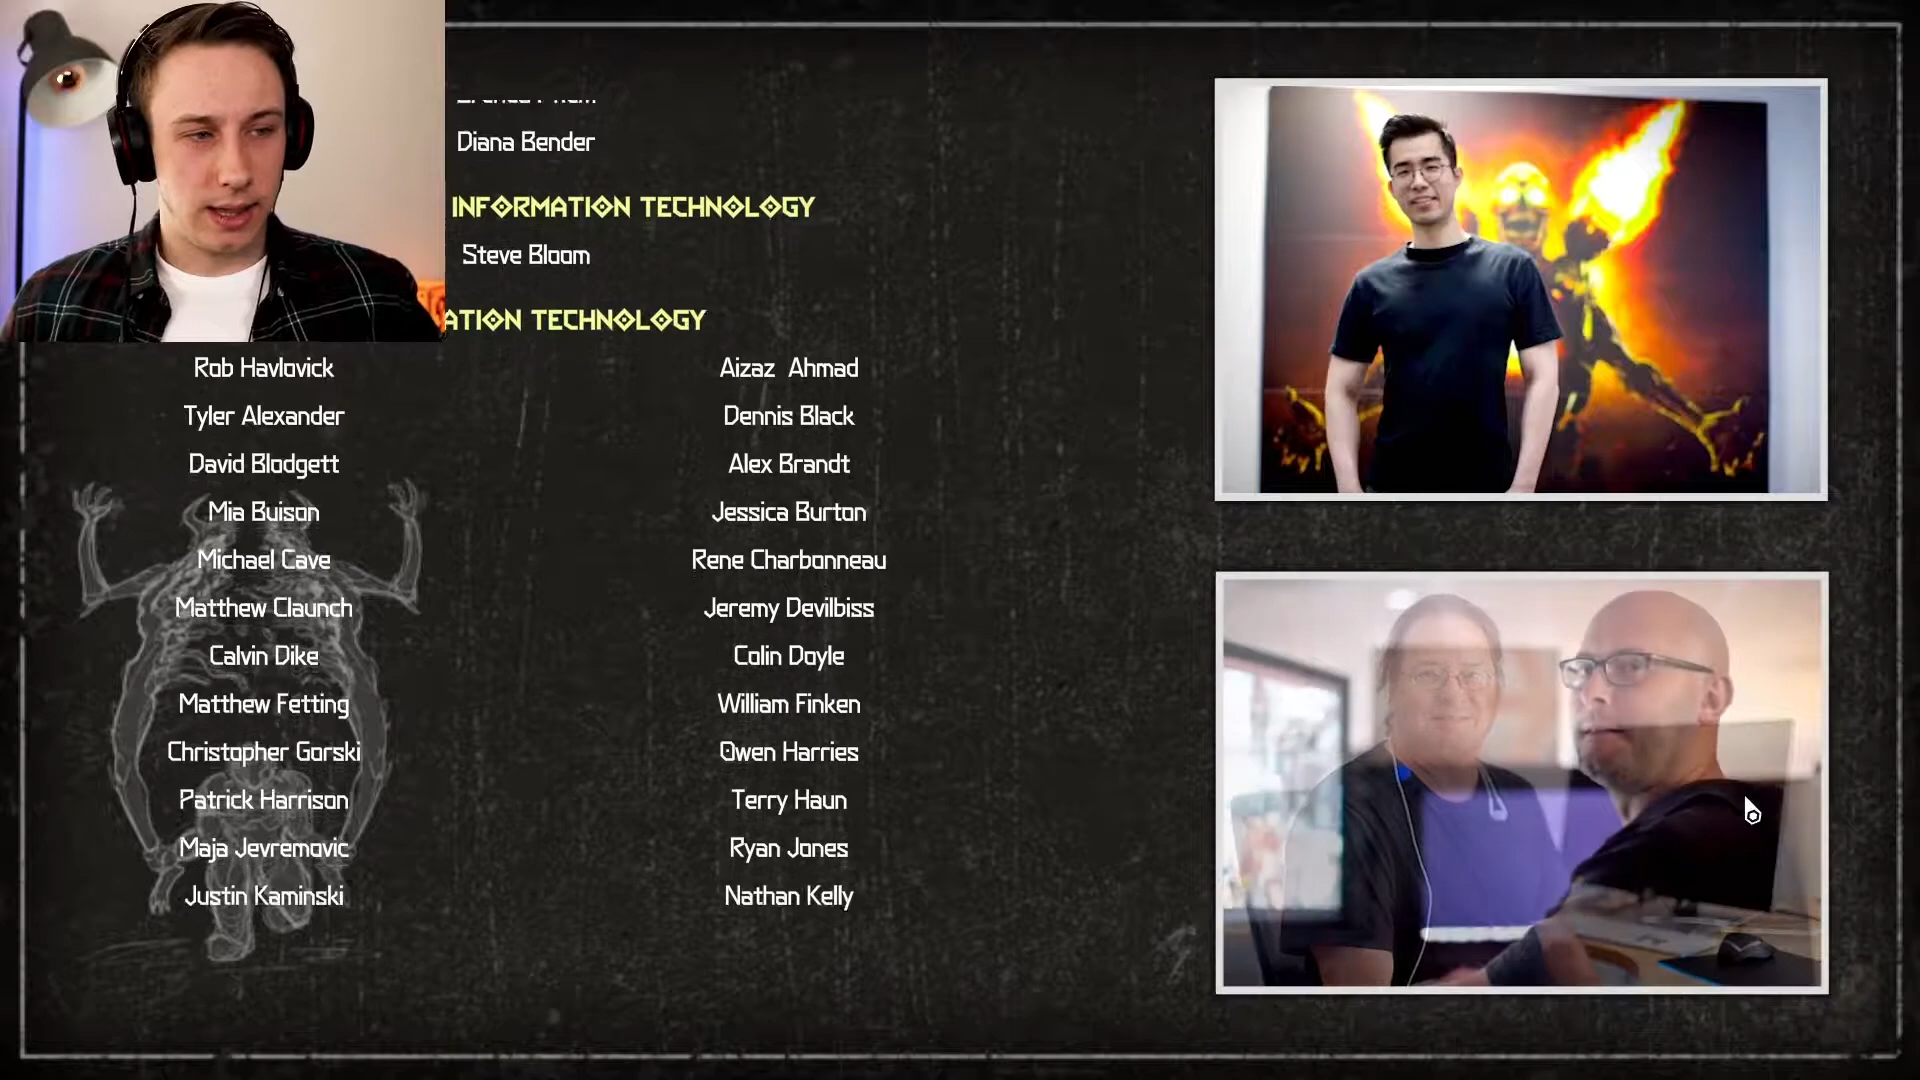 Diana Bender
INFORMATION TECHNOLOGY
Steve Bloom
ATION TECHNOLOGY
Rob Havlovick
Aizaz Ahmad
Tyler Alexander
Dennis Black
David Blodgett
Alex Brandt
Mia Buison
Jessica Burton
Michael Cave
Rene Charbonneau
Matthew Claunch
Jeremy Devilbiss
Calvin Dike
Colin Doyle
Matthew Fetting
William Finken
Christopher Gorski
Owen Harries
Patrick Harrison
Terry Haun
Maja Jevremovic
Ryan Jones
Justin Kaminski
Nathan Kelly